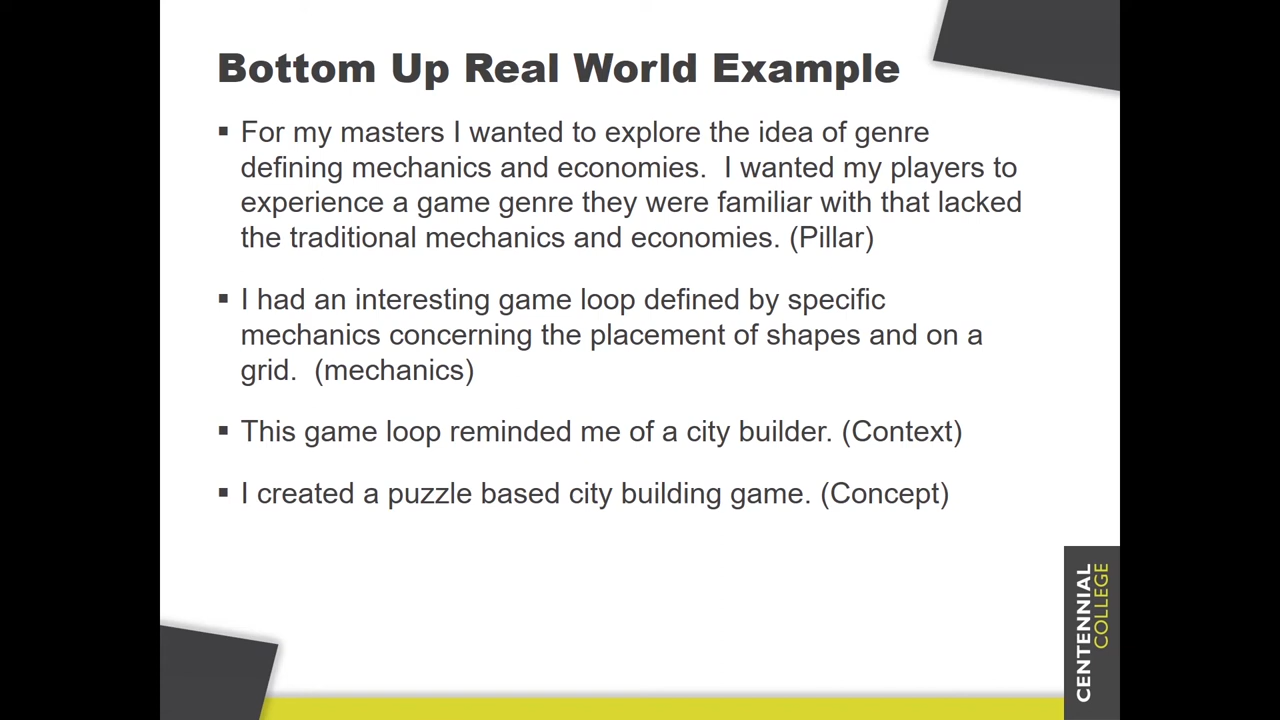 Bottom Up Real World Example
▪ For my masters I wanted to explore the idea of genre
defining mechanics and economies.  I wanted my players to
experience a game genre they were familiar with that lacked
the traditional mechanics and economies. (Pillar)
▪ I had an interesting game loop defined by specific
mechanics concerning the placement of shapes and on a
grid.  (mechanics)
▪ This game loop reminded me of a city builder. (Context)
▪ I created a puzzle based city building game. (Concept)
CENTENNIAL
COLLEGE